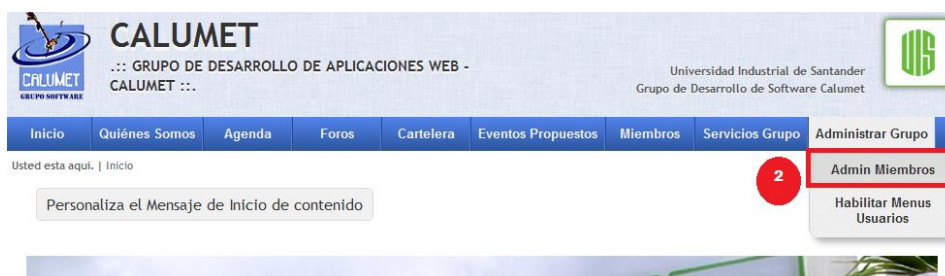 CALUMET
GRUPO SOFTWARE
CALUMET
.:: GRUPO DE DESARROLLO DE APLICACIONES WEB -
CALUMET ::.
Universidad Industrial de Santander
Grupo de Desarrollo de Software Calumet
UIS
Inicio Quiénes Somos Agenda Foros Cartelera Eventos Propuestos Miembros Servicios Grupo Administrar Grupo
Usted esta aquí. | Inicio
2
Admin Miembros
Habilitar Menus
Usuarios
Personaliza el Mensaje de Inicio de contenido